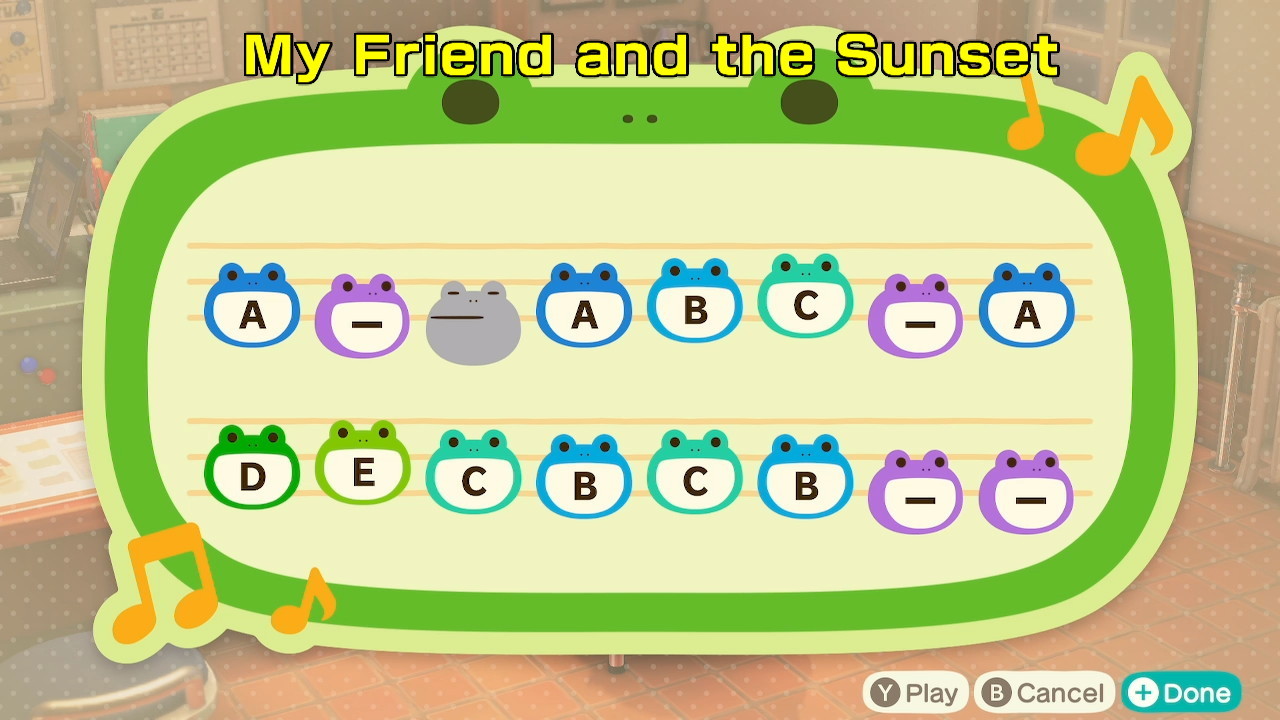 My Friend and the Sunset
A — A B C — A
D E C B C B — —
Y Play B Cancel + Done